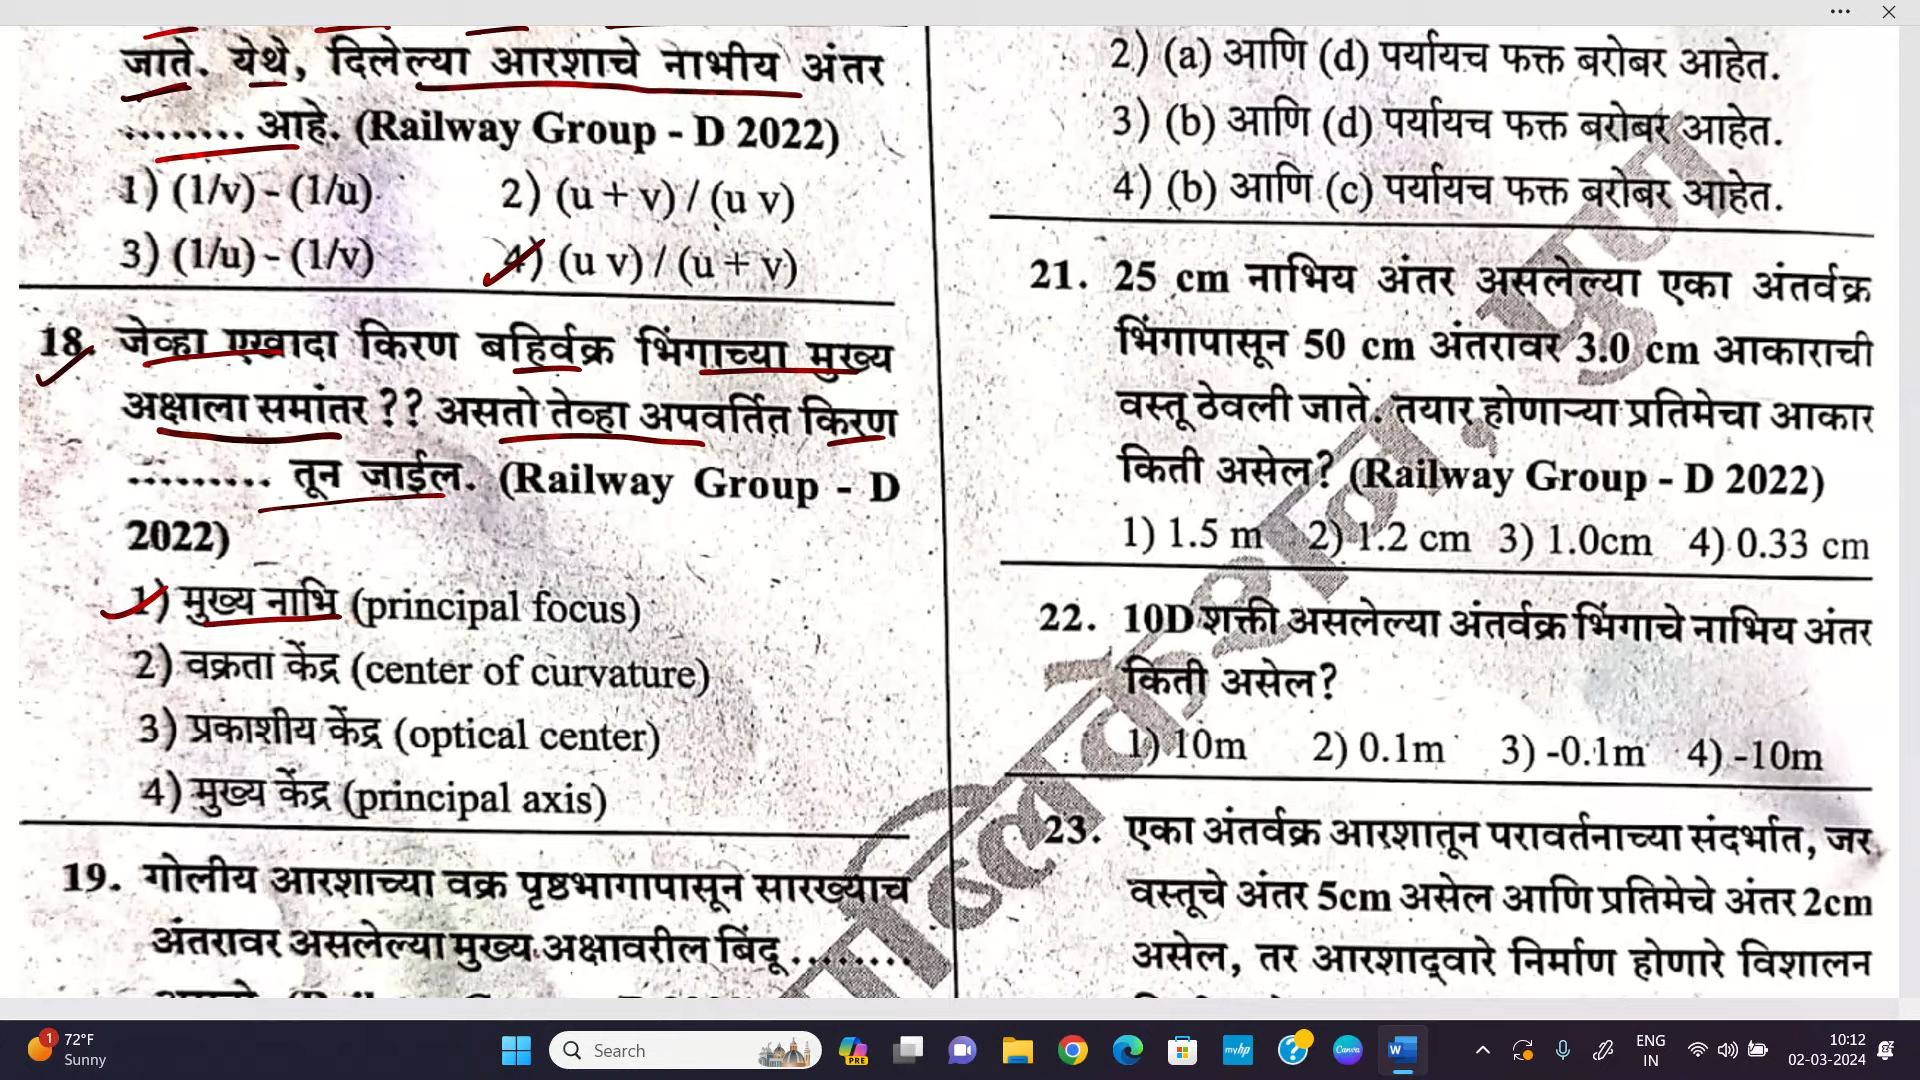 जाते. येथे, दिलेल्या आरशाचे नाभीय अंतर
........ आहे. (Railway Group - D 2022)
1) (1/v) - (1/u) 2) (u + v) / (u v)
3) (1/u) - (1/v) 4) (u v) / (u + v)
18. जेव्हा एखादा किरण बहिर्वक्र भिंगाच्या मुख्य
अक्षाला समांतर ?? असतो तेव्हा अपवर्तित किरण
......... तून जाईल. (Railway Group - D
2022)
1) मुख्य नाभि (principal focus)
2) वक्रता केंद्र (center of curvature)
3) प्रकाशीय केंद्र (optical center)
4) मुख्य केंद्र (principal axis)
19. गोलीय आरशाच्या वक्र पृष्ठभागापासून सारख्याच
अंतरावर असलेल्या मुख्य अक्षावरील बिंदू ........
2) (a) आणि (d) पर्यायच फक्त बरोबर आहेत.
3) (b) आणि (d) पर्यायच फक्त बरोबर आहेत.
4) (b) आणि (c) पर्यायच फक्त बरोबर आहेत.
21. 25 cm नाभिय अंतर असलेल्या एका अंतर्वक्र
भिंगापासून 50 cm अंतरावर 3.0 cm आकाराची
वस्तू ठेवली जाते. तयार होणाऱ्या प्रतिमेचा आकार
किती असेल? (Railway Group - D 2022)
1) 1.5 m 2) 1.2 cm 3) 1.0cm 4) 0.33 cm
22. 10D शक्ती असलेल्या अंतर्वक्र भिंगाचे नाभिय अंतर
किती असेल?
1) 10m 2) 0.1m 3) -0.1m 4) -10m
23. एका अंतर्वक्र आरशातून परावर्तनाच्या संदर्भात, जर
वस्तूचे अंतर 5cm असेल आणि प्रतिमेचे अंतर 2cm
असेल, तर आरशाद्वारे निर्माण होणारे विशालन
पब्लिकेशन, पुणे
1
72°F
Sunny
Search
PRE
myhp
Canva
W
ENG
IN
10:12
02-03-2024